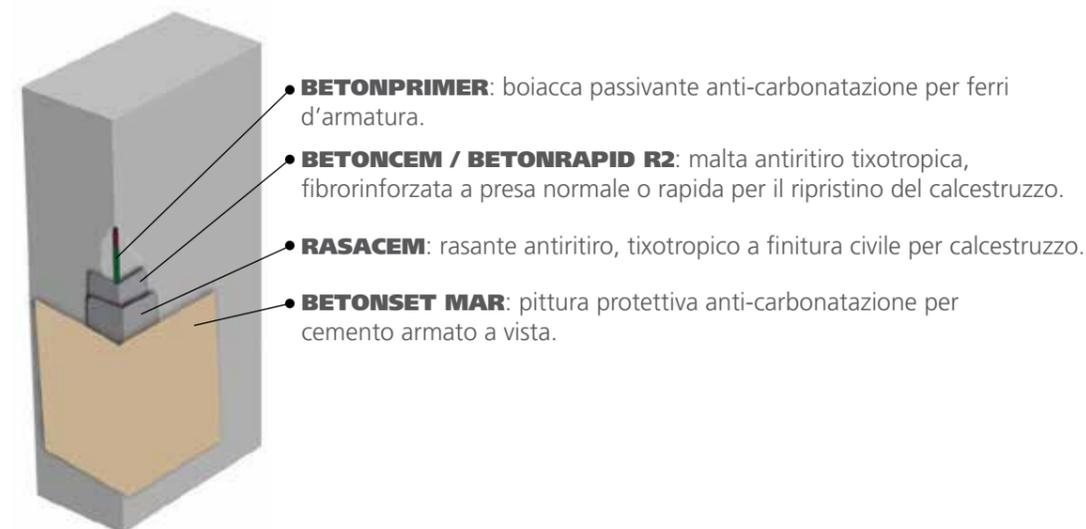 BETONPRIMER: boiacca passivante anti-carbonatazione per ferri
d’armatura.
BETONCEM / BETONRAPID R2: malta antiritiro tixotropica,
fibrorinforzata a presa normale o rapida per il ripristino del calcestruzzo.
RASACEM: rasante antiritiro, tixotropico a finitura civile per calcestruzzo.
BETONSET MAR: pittura protettiva anti-carbonatazione per
cemento armato a vista.